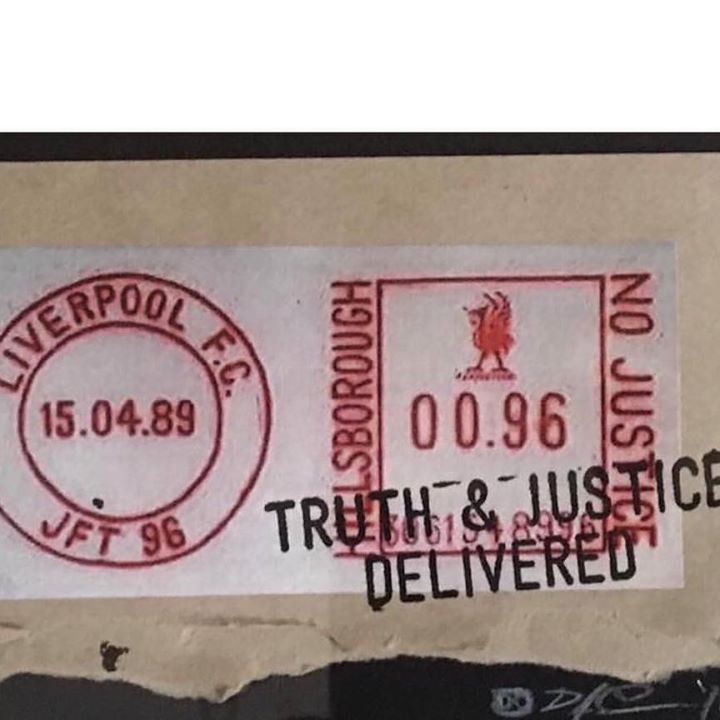 LIVERPOOL F.C.
15.04.89
JFT 96
HILLSBOROUGH
00.96
NO JUSTICE
TRUTH & JUSTICE
DELIVERED